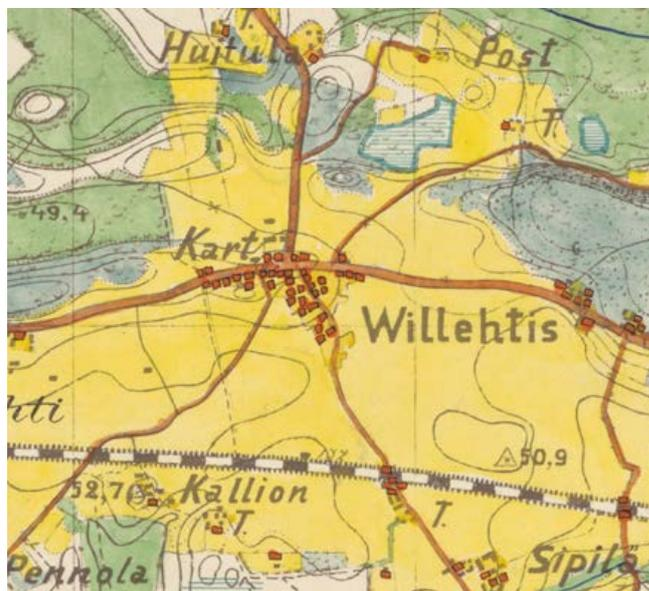 T.
Huitula
Post
T.
49,4
Kart.
Willehtis
hti
50,9
52,7
Kallion
T.
T.
Sipilä
Pennola